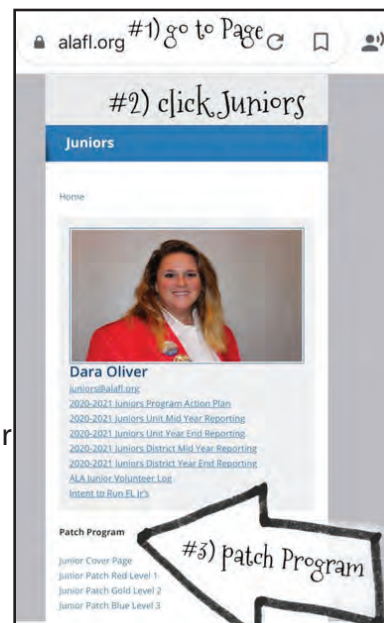 alafl.org #1) go to Page
#2) click Juniors
Juniors
Home
Dara Oliver
juniors@alafl.org
2020-2021 Juniors Program Action Plan
2020-2021 Juniors Unit Mid Year Reporting
2020-2021 Juniors Unit Year End Reporting
2020-2021 Juniors District Mid Year Reporting
2020-2021 Juniors District Year End Reporting
ALA Junior Volunteer Log
Intent to Run FL Jr's
r
Patch Program
#3) patch Program
Junior Cover Page
Junior Patch Red Level 1
Junior Patch Gold Level 2
Junior Patch Blue Level 3